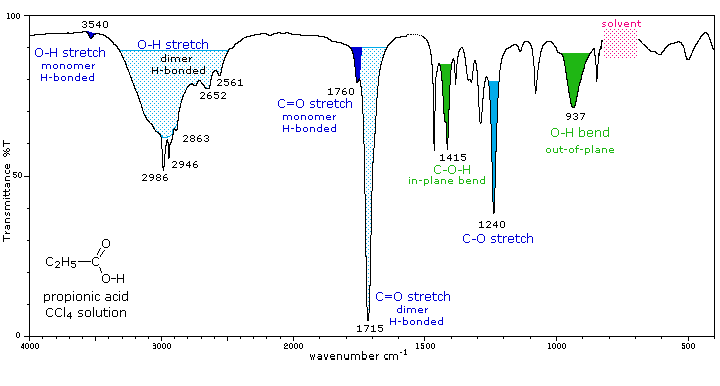 100
3540
solvent
O-H stretch
monomer
H-bonded
O-H stretch
dimer
H-bonded
2561
2652
1760
C=O stretch
monomer
H-bonded
2863
2946
2986
1415
C-O-H
in-plane bend
937
O-H bend
out-of-plane
1240
C-O stretch
50
Transmittance %T
O
C₂H₅—C
O-H
propionic acid
CCl₄ solution
C=O stretch
dimer
H-bonded
1715
0
4000 3000 2000 1500 1000 500
wavenumber cm⁻¹